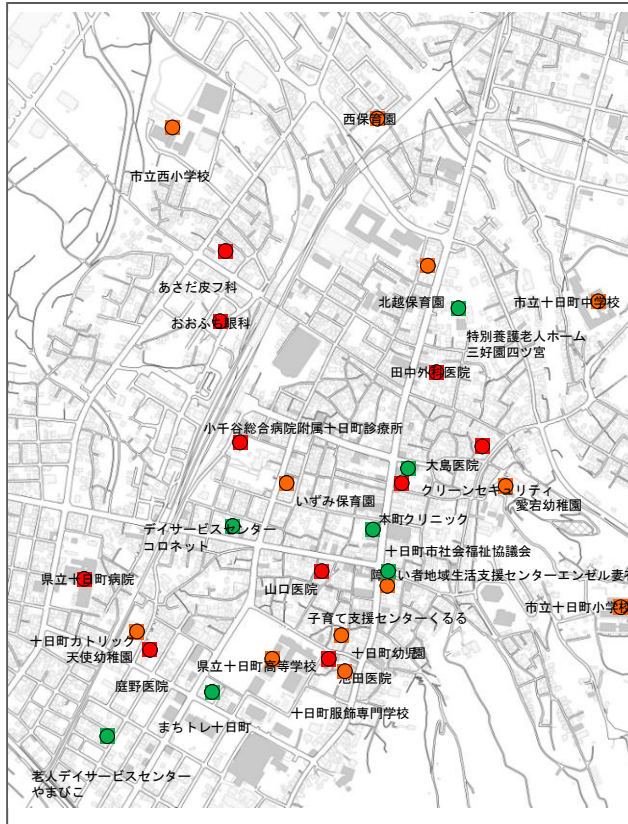 西保育園
市立西小学校
あさだ皮フ科
北越保育園
市立十日町中学校
おおふち眼科
特別養護老人ホーム
三好園四ツ宮
田中外科医院
小千谷総合病院附属十日町診療所
大島医院
クリーンセキュリティ
いずみ保育園
愛宕幼稚園
デイサービスセンター
コロネット
本町クリニック
十日町市社会福祉協議会
県立十日町病院
山口医院
障がい者地域生活支援センターエンゼル妻有
市立十日町小学校
子育て支援センターくるる
十日町カトリック
天使幼稚園
十日町幼児園
県立十日町高等学校
池田医院
庭野医院
十日町服飾専門学校
まちトレ十日町
老人デイサービスセンター
やまびこ